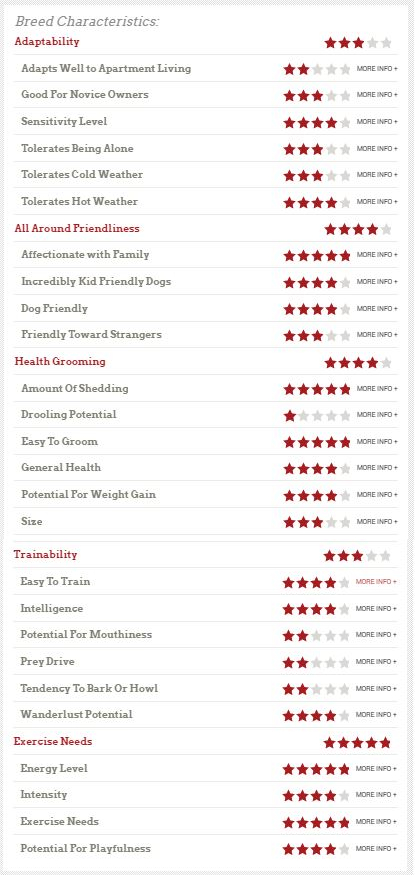 Breed Characteristics:
Adaptability
Adapts Well to Apartment Living MORE INFO +
Good For Novice Owners MORE INFO +
Sensitivity Level MORE INFO +
Tolerates Being Alone MORE INFO +
Tolerates Cold Weather MORE INFO +
Tolerates Hot Weather MORE INFO +
All Around Friendliness
Affectionate with Family MORE INFO +
Incredibly Kid Friendly Dogs MORE INFO +
Dog Friendly MORE INFO +
Friendly Toward Strangers MORE INFO +
Health Grooming
Amount Of Shedding MORE INFO +
Drooling Potential MORE INFO +
Easy To Groom MORE INFO +
General Health MORE INFO +
Potential For Weight Gain MORE INFO +
Size MORE INFO +
Trainability
Easy To Train MORE INFO +
Intelligence MORE INFO +
Potential For Mouthiness MORE INFO +
Prey Drive MORE INFO +
Tendency To Bark Or Howl MORE INFO +
Wanderlust Potential MORE INFO +
Exercise Needs
Energy Level MORE INFO +
Intensity MORE INFO +
Exercise Needs MORE INFO +
Potential For Playfulness MORE INFO +